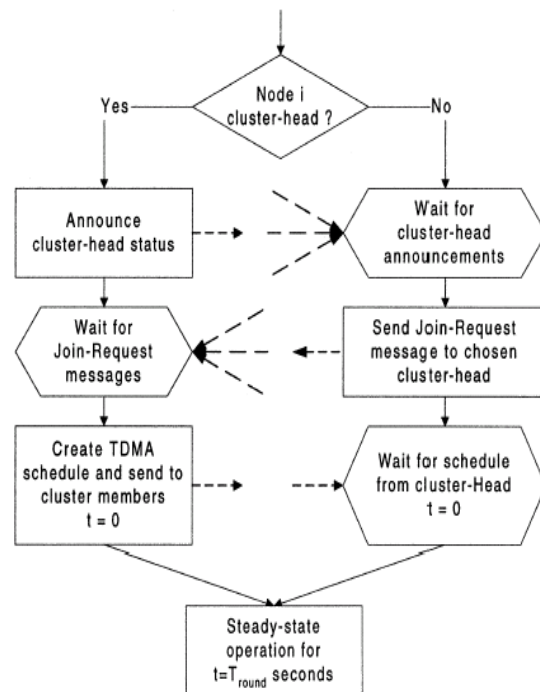 Node i
cluster-head ?
Yes
No
Announce
cluster-head status
Wait for
cluster-head
announcements
Wait for
Join-Request
messages
Send Join-Request
message to chosen
cluster-head
Create TDMA
schedule and send to
cluster members
t = 0
Wait for schedule
from cluster-Head
t = 0
Steady-state
operation for
t=Tround seconds